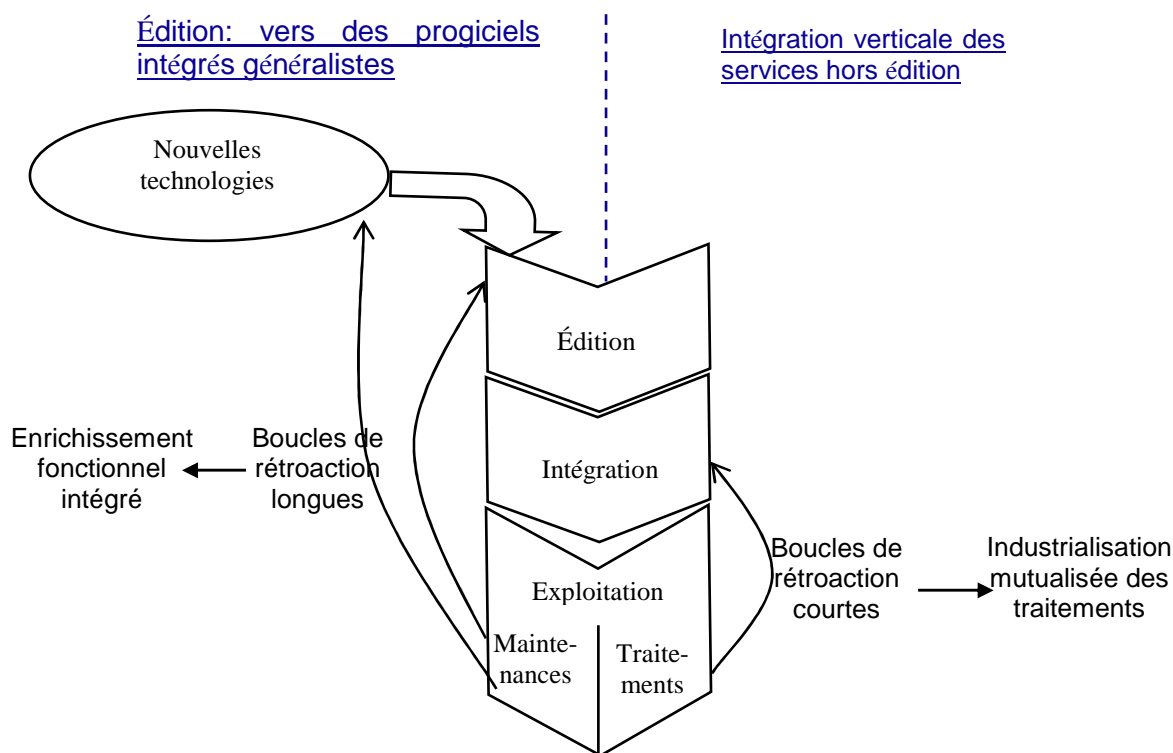 Édition: vers des progiciels
intégrés généralistes
Intégration verticale des
services hors édition
Nouvelles
technologies
Édition
Intégration
Enrichissement
fonctionnel
intégré
Boucles de
rétroaction
longues
Exploitation
Mainte-
nances
Traite-
ments
Boucles de
rétroaction
courtes
Industrialisation
mutualisée des
traitements